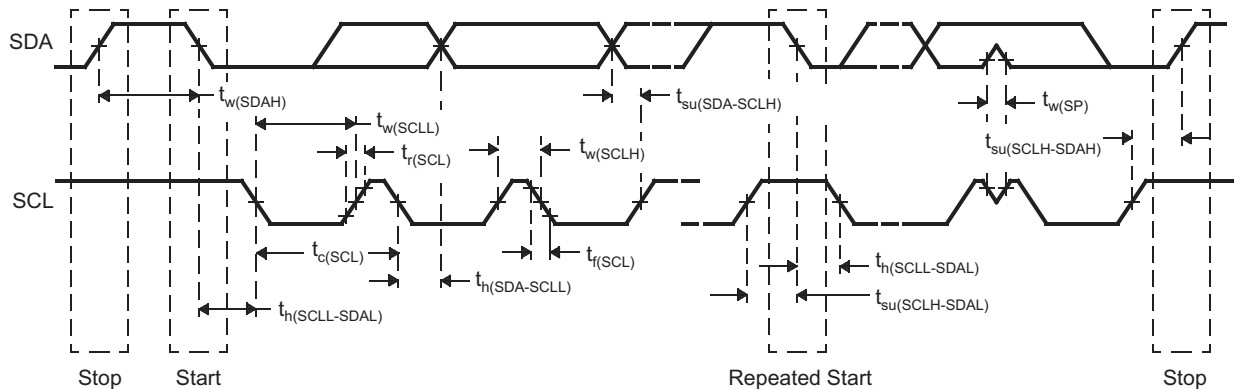 SDA
t_w(SDAH)
t_su(SDA-SCLH)
t_w(SP)
t_w(SCLL)
t_r(SCL)
t_w(SCLH)
t_su(SCLH-SDAH)
SCL
t_c(SCL)
t_f(SCL)
t_h(SCLL-SDAL)
t_h(SDA-SCLL)
t_su(SCLH-SDAL)
t_h(SCLL-SDAL)
Stop
Start
Repeated Start
Stop